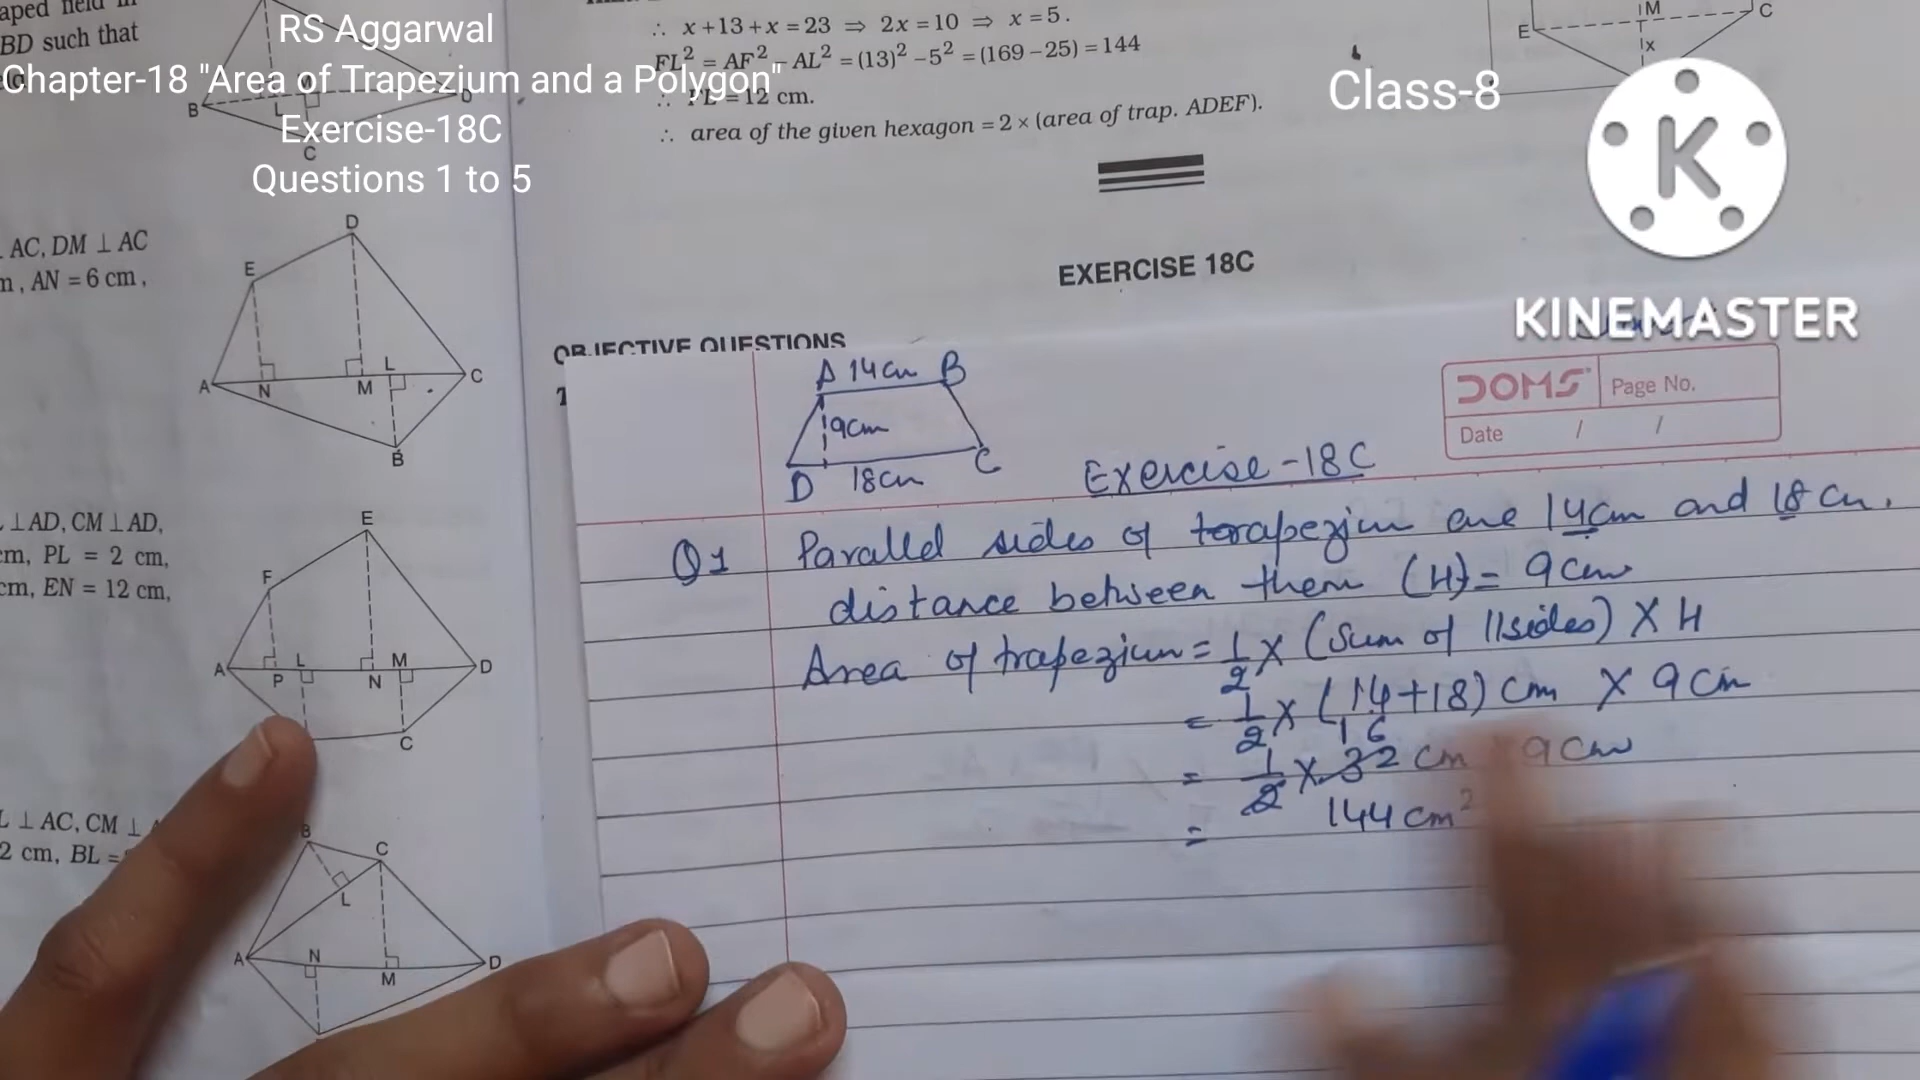 RS Aggarwal
Chapter-18 "Area of Trapezium and a Polygon"
Exercise-18C
Questions 1 to 5
Class-8
KINEMASTER
K
BD such that
B
L
O
D
C
AC, DM ⊥ AC
AN = 6 cm,
D
E
A
N
M
L
C
B
⊥ AD, CM ⊥ AD,
cm, PL = 2 cm,
cm, EN = 12 cm,
E
F
A
P
L
N
M
D
C
⊥ AC, CM ⊥
2 cm, BL =
B
C
L
A
N
M
D
∴ x + 13 + x = 23 ⇒ 2x = 10 ⇒ x = 5.
FL² = AF² – AL² = (13)² – 5² = (169 – 25) = 144
∴ FL = 12 cm.
∴ area of the given hexagon = 2 × (area of trap. ADEF).
M
C
E
x
EXERCISE 18C
OBJECTIVE QUESTIONS
A 14cm B
9cm
D 18cm C
DOMS Page No.
Date / /
Exercise-18C
Q1 Parallel sides of trapezium are 14cm and 18 cm.
distance between them (H) = 9cm
Area of trapezium = 1/2 × (Sum of ||sides) × H
= 1/2 × (14+18) cm × 9cm
16
= 1/2 × 32 cm 9cm
= 144 cm²